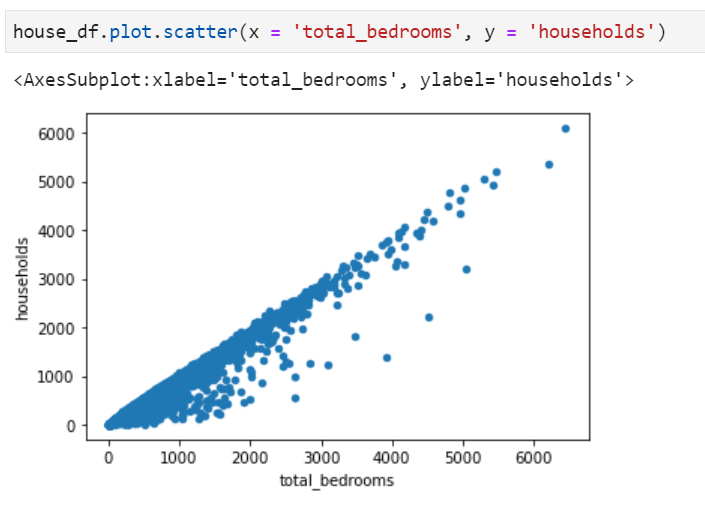 house_df.plot.scatter(x = 'total_bedrooms', y = 'households')
<AxesSubplot:xlabel='total_bedrooms', ylabel='households'>
6000
5000
4000
3000
2000
1000
0
households
0 1000 2000 3000 4000 5000 6000
total_bedrooms